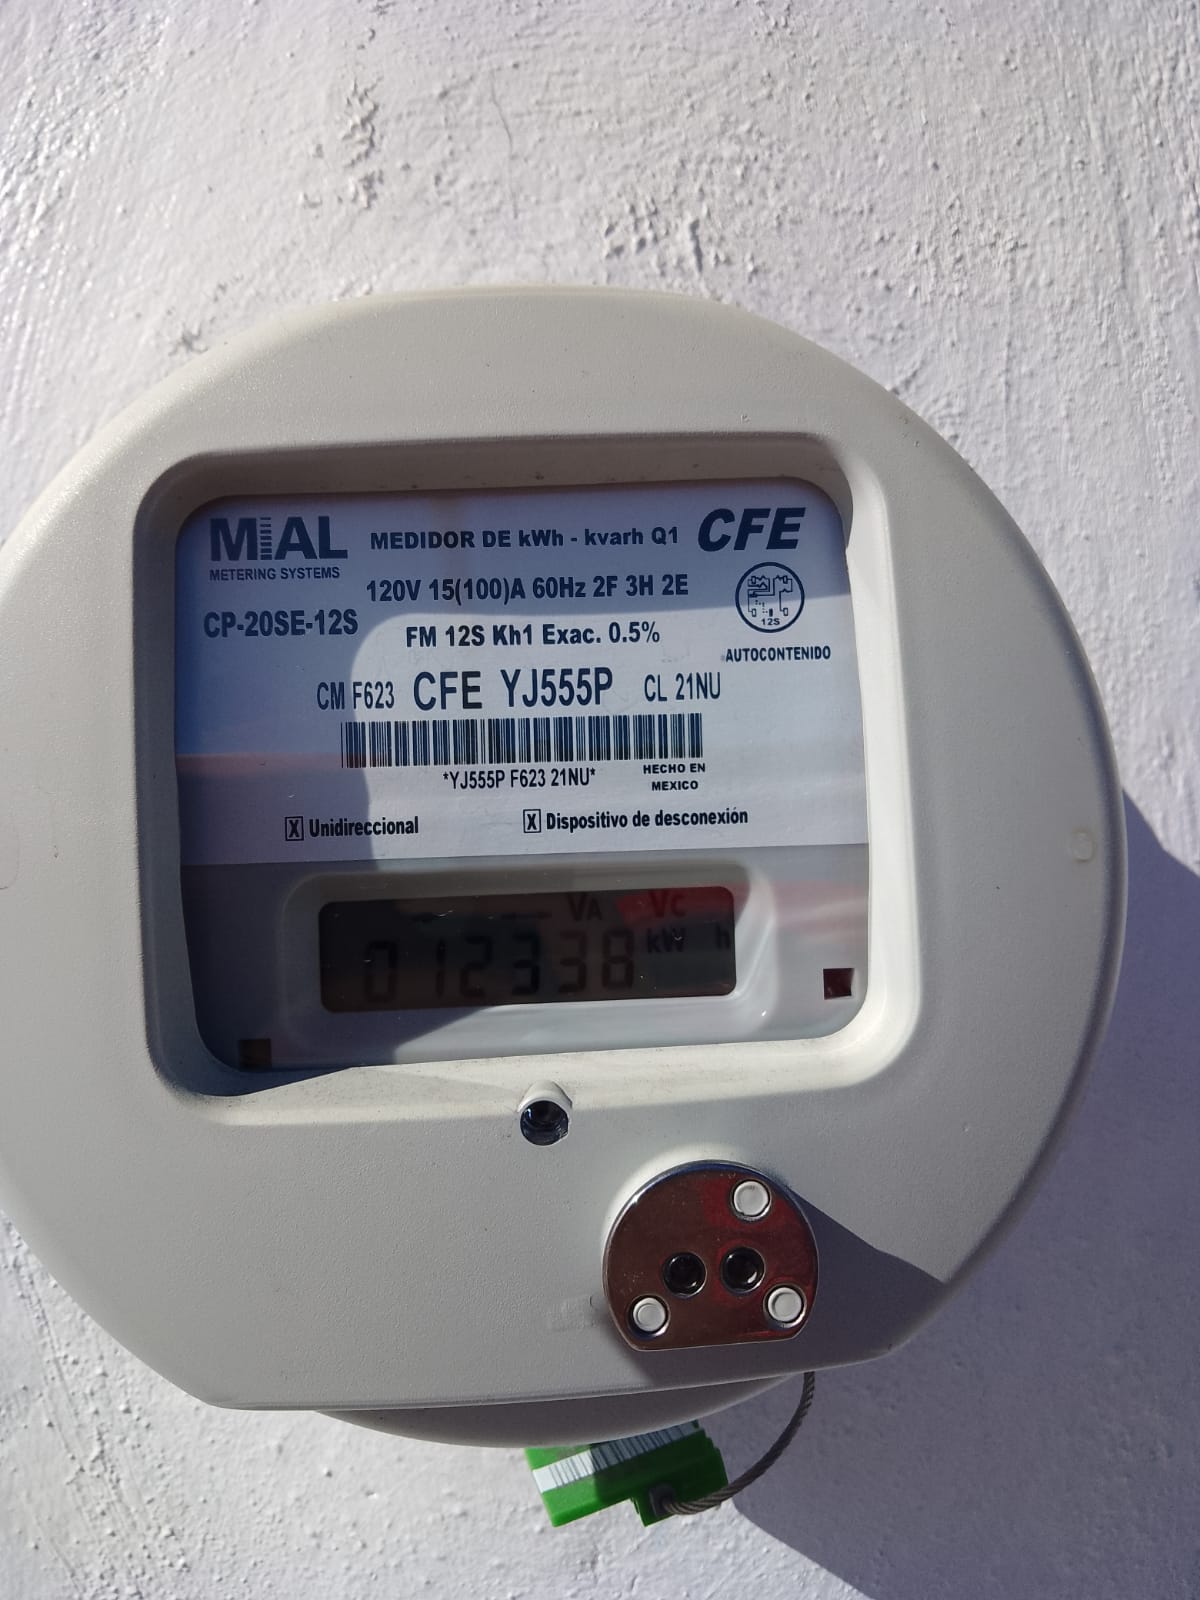 MIAL
METERING SYSTEMS
MEDIDOR DE kWh - kvarh Q1
CFE
120V 15(100)A 60Hz 2F 3H 2E
CP-20SE-12S
FM 12S Kh1 Exac. 0.5%
12S
AUTOCONTENIDO
CM F623 CFE YJ555P CL 21NU
*YJ555P F623 21NU*
HECHO EN
MEXICO
X Unidireccional
X Dispositivo de desconexión
VA VC
012338 kW h